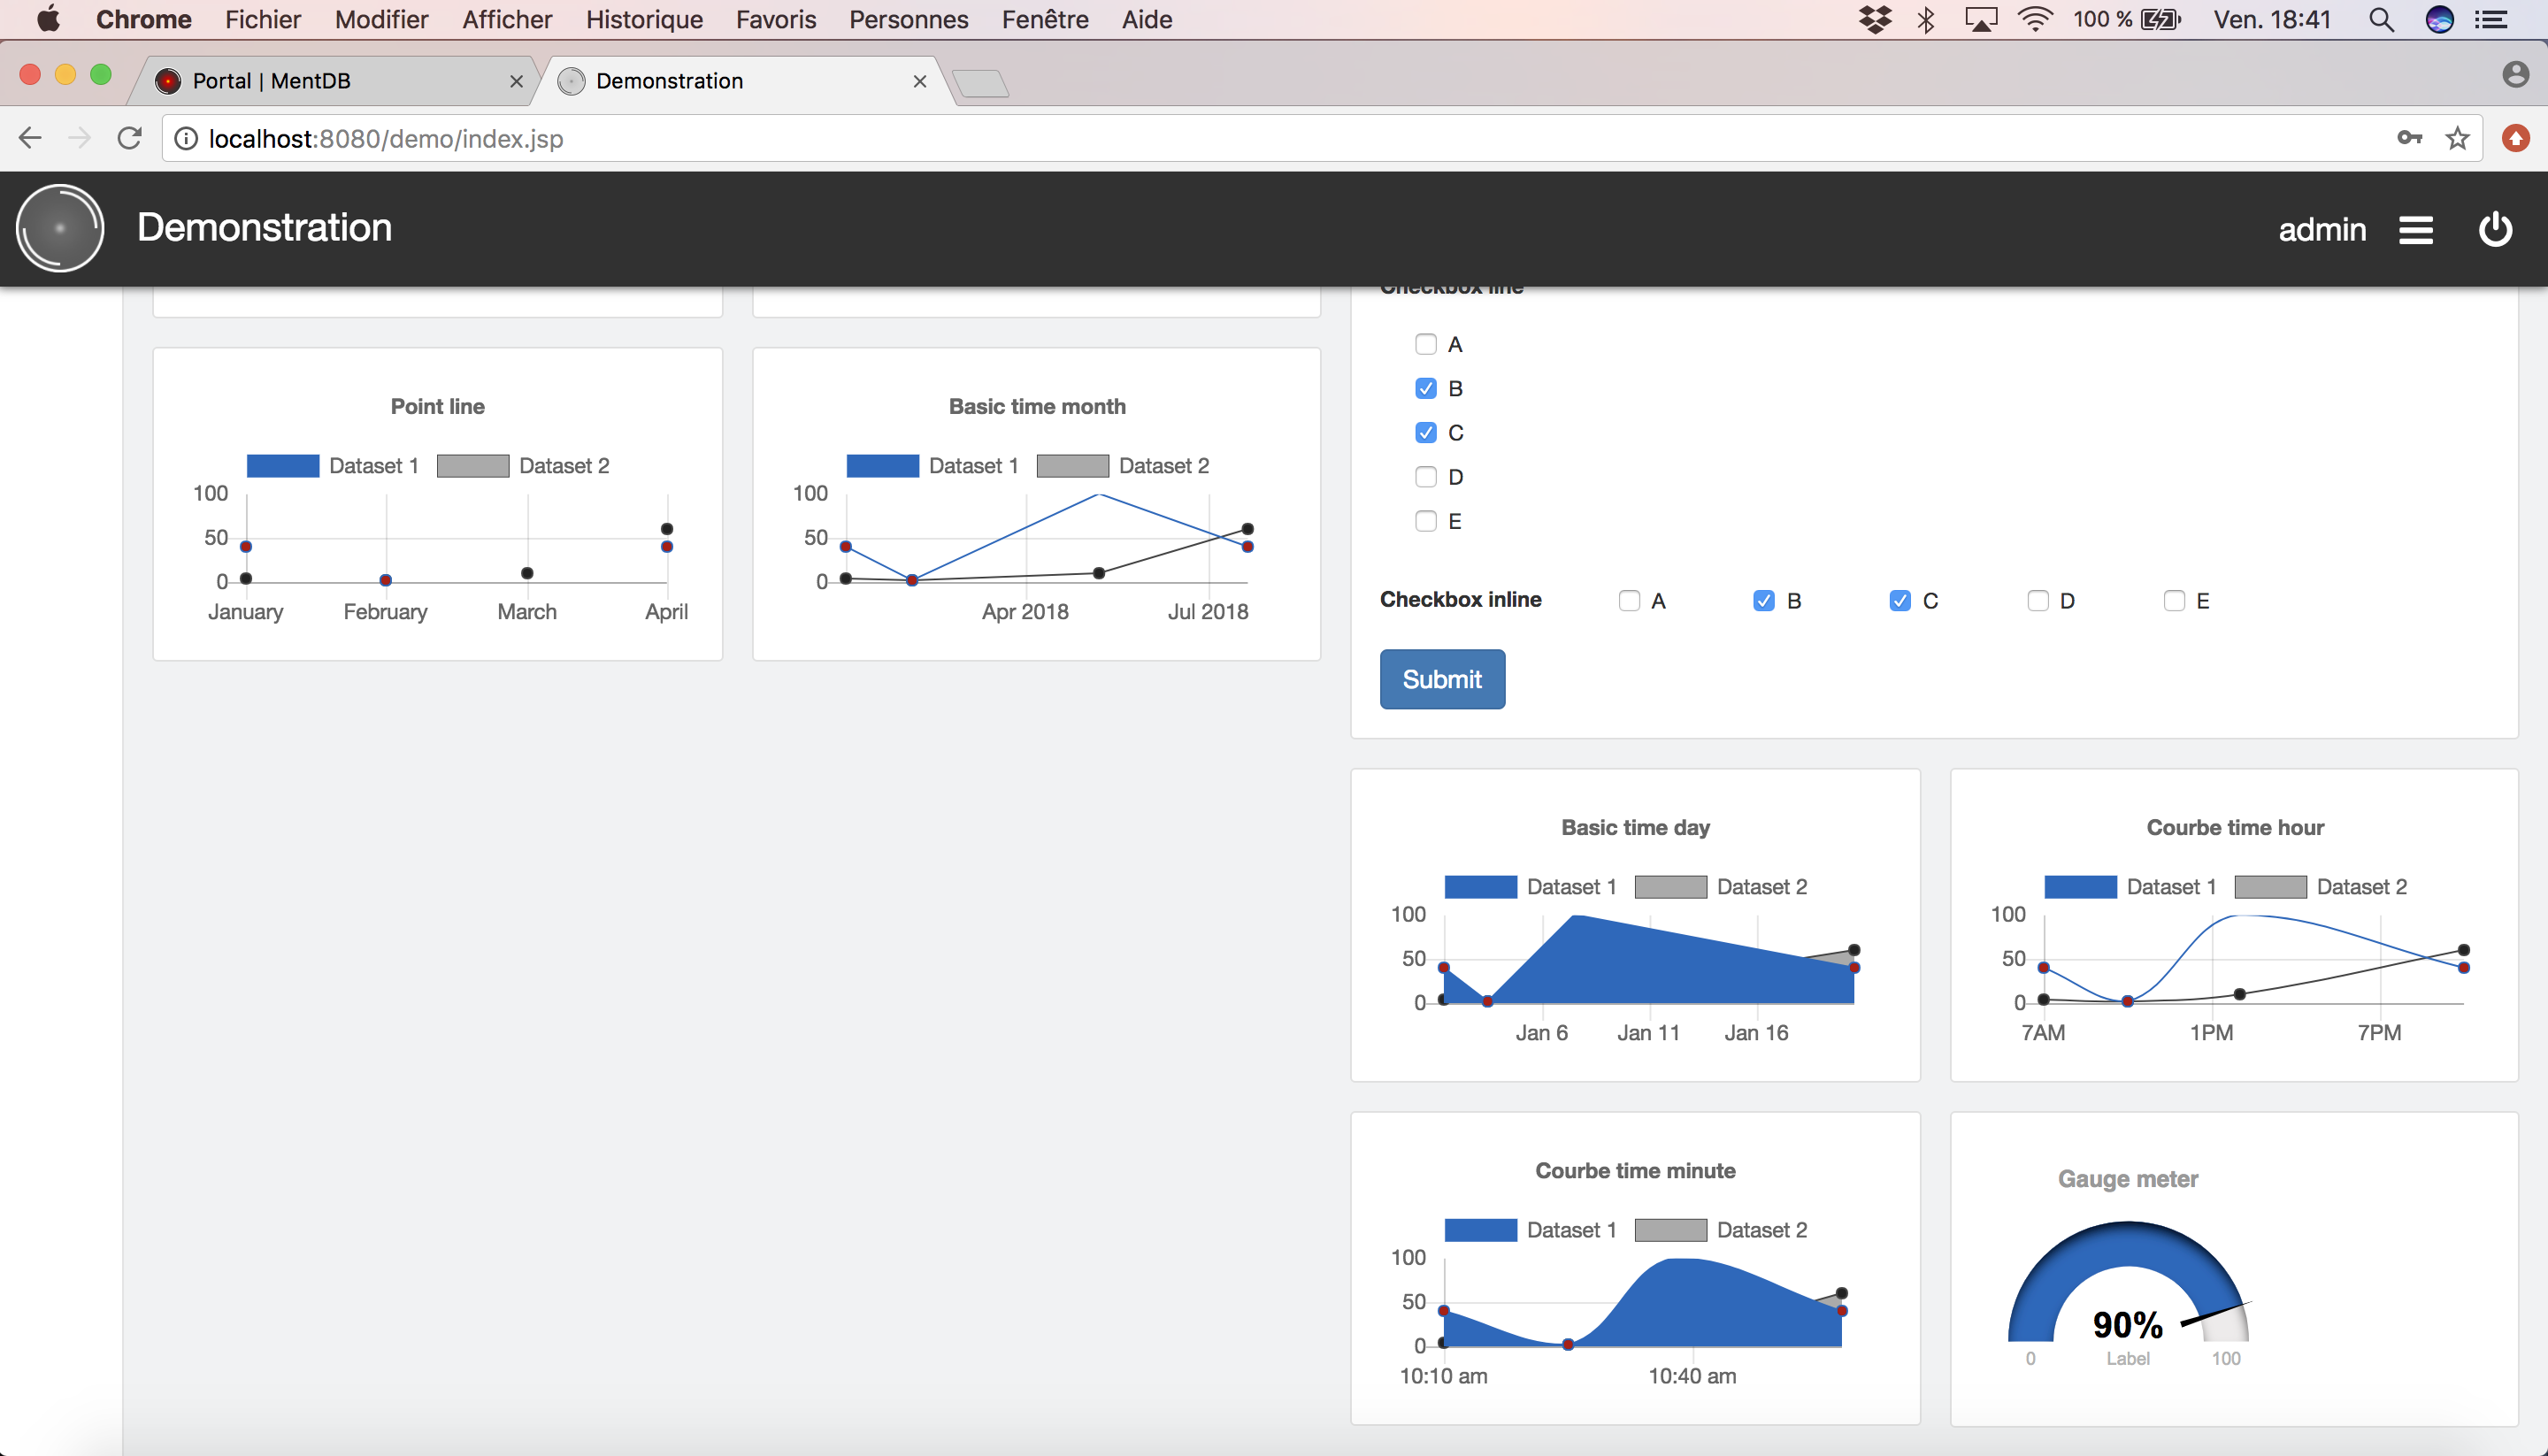 Chrome Fichier Modifier Afficher Historique Favoris Personnes Fenêtre Aide 100 % Ven. 18:41
Portal | MentDB Demonstration
localhost:8080/demo/index.jsp
Demonstration admin
Checkbox line
A
B
C
D
E
Checkbox inline A B C D E
Submit
Point line
Dataset 1 Dataset 2
100
50
0
January February March April
Basic time month
Dataset 1 Dataset 2
100
50
0
Apr 2018 Jul 2018
Basic time day
Dataset 1 Dataset 2
100
50
0
Jan 6 Jan 11 Jan 16
Courbe time hour
Dataset 1 Dataset 2
100
50
0
7AM 1PM 7PM
Courbe time minute
Dataset 1 Dataset 2
100
50
0
10:10 am 10:40 am
Gauge meter
90%
0 Label 100